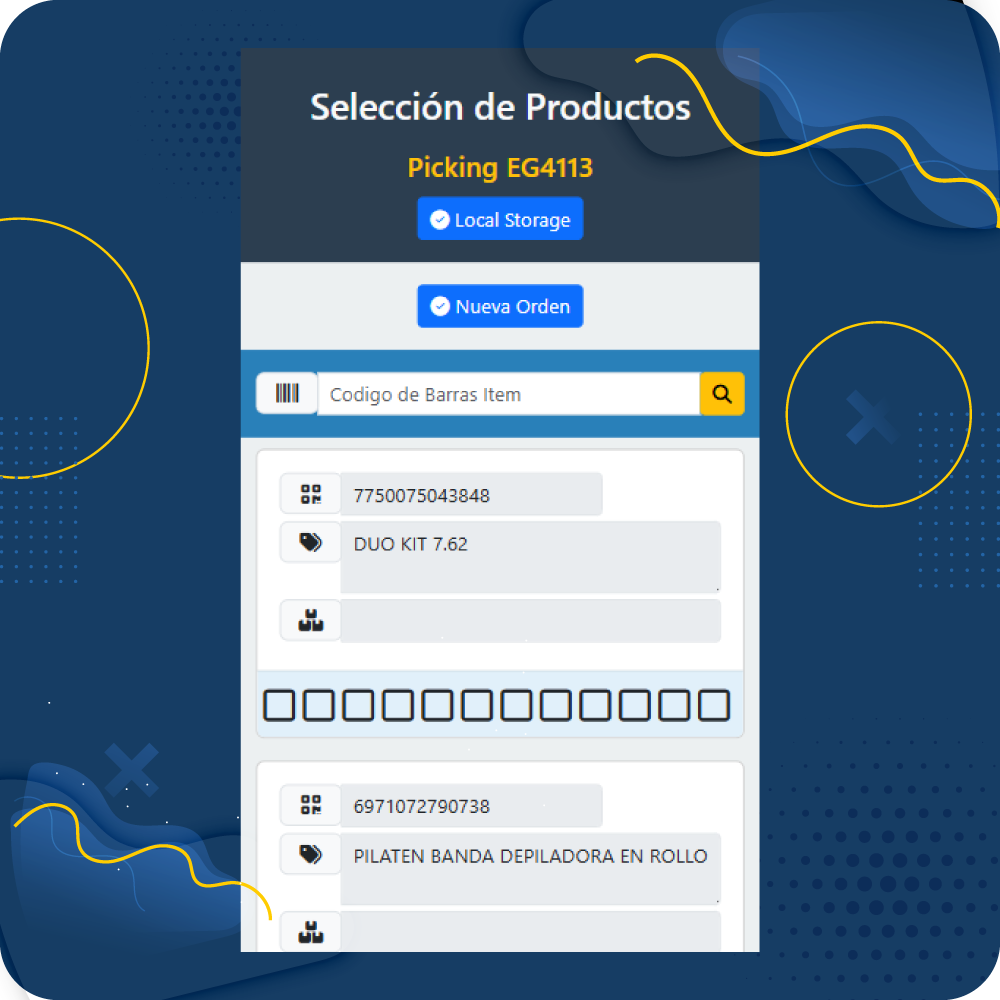 Selección de Productos
Picking EG4113
Local Storage
Nueva Orden
Codigo de Barras Item
7750075043848
DUO KIT 7.62
6971072790738
PILATEN BANDA DEPILADORA EN ROLLO